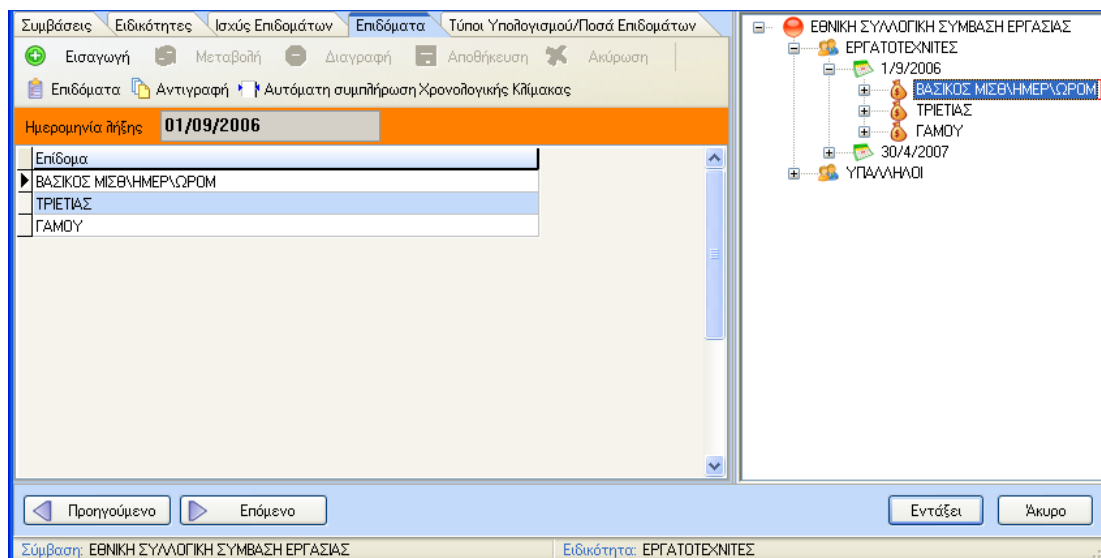 Συμβάσεις Ειδικότητες Ισχύς Επιδομάτων Επιδόματα Τύποι Υπολογισμού/Ποσά Επιδομάτων
Εισαγωγή Μεταβολή Διαγραφή Αποθήκευση Ακύρωση
Επιδόματα Αντιγραφή Αυτόματη συμπλήρωση Χρονολογικής Κλίμακας
Ημερομηνία λήξης 01/09/2006
Επίδομα
ΒΑΣΙΚΟΣ ΜΙΣΘ\ΗΜΕΡ\ΩΡΟΜ
ΤΡΙΕΤΙΑΣ
ΓΑΜΟΥ
ΕΘΝΙΚΗ ΣΥΛΛΟΓΙΚΗ ΣΥΜΒΑΣΗ ΕΡΓΑΣΙΑΣ
ΕΡΓΑΤΟΤΕΧΝΙΤΕΣ
1/9/2006
ΒΑΣΙΚΟΣ ΜΙΣΘ\ΗΜΕΡ\ΩΡΟΜ
ΤΡΙΕΤΙΑΣ
ΓΑΜΟΥ
30/4/2007
ΥΠΑΛΛΗΛΟΙ
Προηγούμενο Επόμενο Εντάξει Άκυρο
Σύμβαση: ΕΘΝΙΚΗ ΣΥΛΛΟΓΙΚΗ ΣΥΜΒΑΣΗ ΕΡΓΑΣΙΑΣ Ειδικότητα: ΕΡΓΑΤΟΤΕΧΝΙΤΕΣ